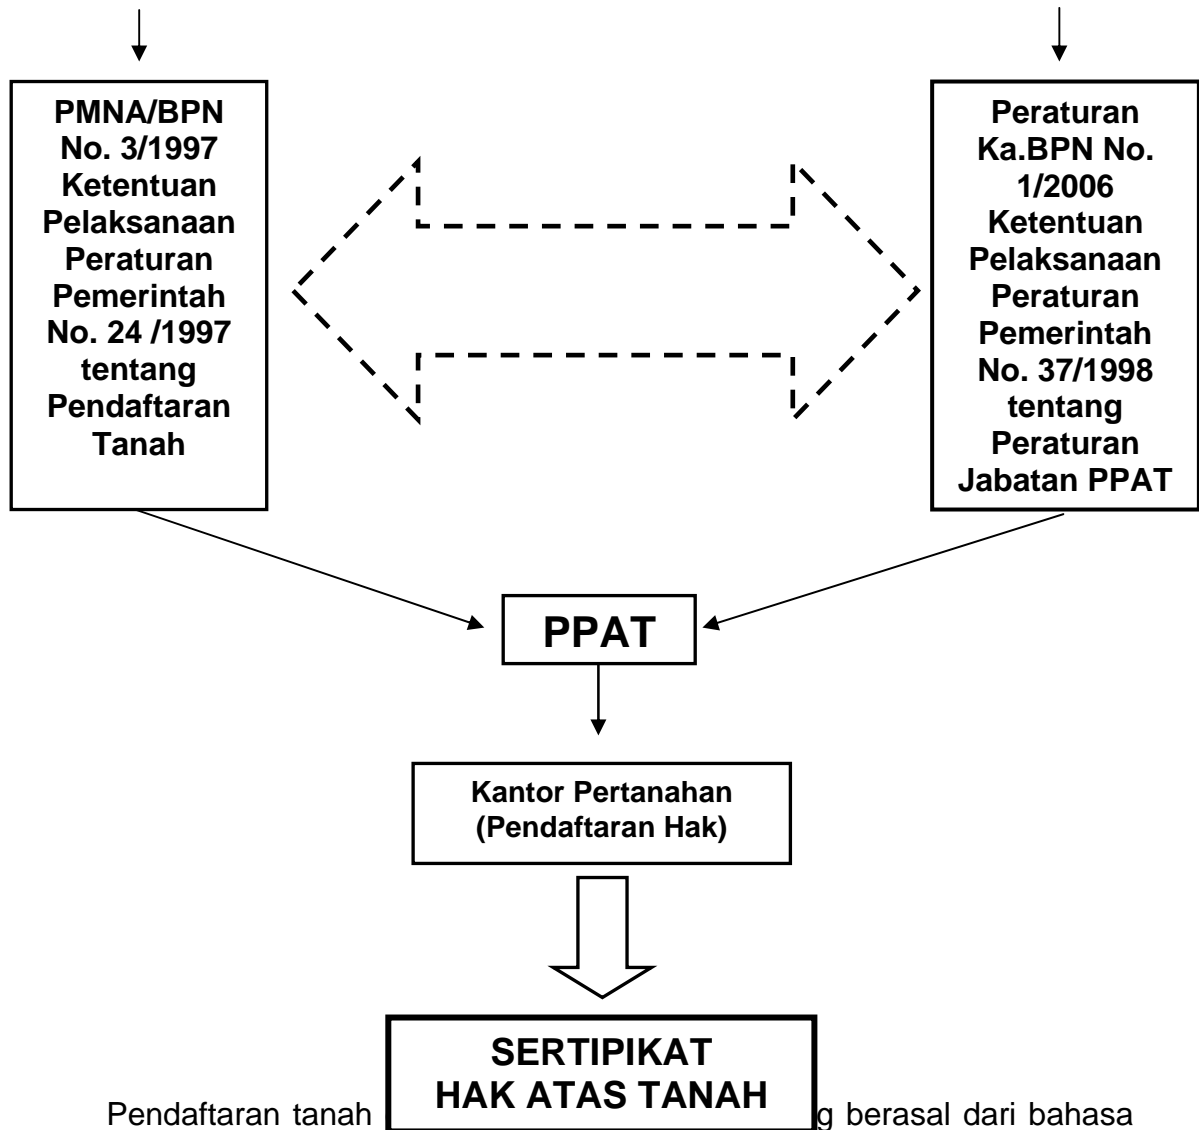 PMNA/BPN
No. 3/1997
Ketentuan
Pelaksanaan
Peraturan
Pemerintah
No. 24 /1997
tentang
Pendaftaran
Tanah
Peraturan
Ka.BPN No.
1/2006
Ketentuan
Pelaksanaan
Peraturan
Pemerintah
No. 37/1998
tentang
Peraturan
Jabatan PPAT
PPAT
Kantor Pertanahan
(Pendaftaran Hak)
SERTIPIKAT
HAK ATAS TANAH
Pendaftaran tanah g berasal dari bahasa